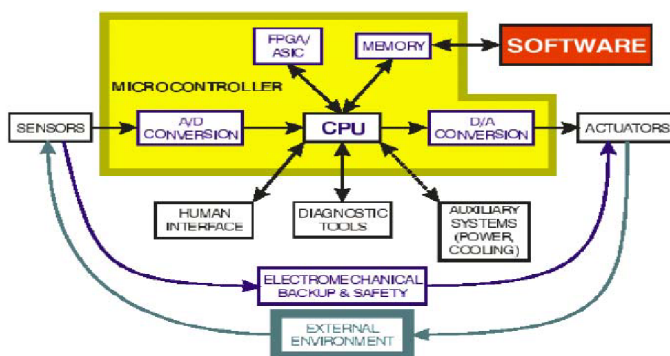 FPGA/
ASIC
MEMORY
SOFTWARE
MICROCONTROLLER
SENSORS
A/D
CONVERSION
CPU
D/A
CONVERSION
ACTUATORS
HUMAN
INTERFACE
DIAGNOSTIC
TOOLS
AUXILIARY
SYSTEMS
(POWER,
COOLING)
ELECTROMECHANICAL
BACKUP & SAFETY
EXTERNAL
ENVIRONMENT